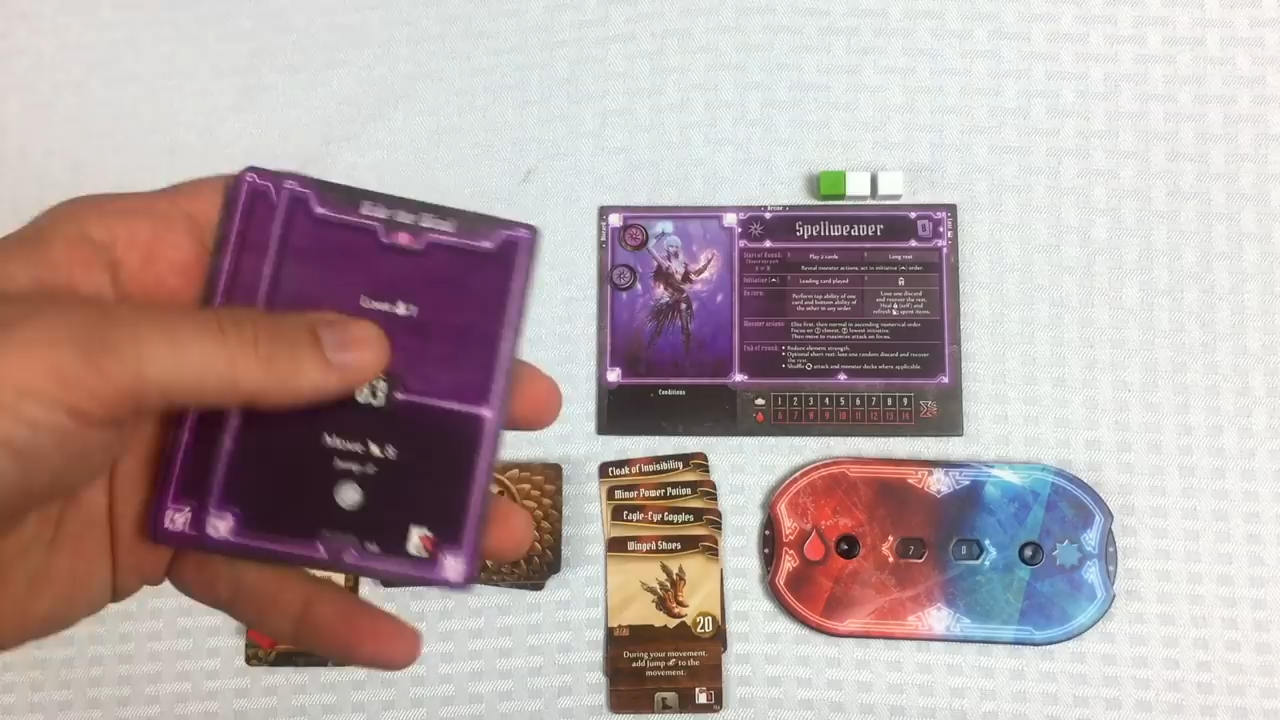 Arcane
Discard
Lost
Spellweaver
8
Start of Round:
Play 2 cards
Long rest
Reveal monster actions, act in initiative order.
Initiative
Leading card played
On turn:
Perform top ability of one
card and bottom ability of
the other in any order.
Lose one discard
and recover the rest.
Heal (self) and
refresh spent items.
Monster actions:
Elite first, then normal in ascending numerical order.
Focus on closest, lowest initiative.
Then move to maximize attack on focus.
End of round:
• Reduce element strength.
• Optional short rest: lose one random discard and recover
the rest.
• Shuffle attack and monster decks where applicable.
Conditions
1 2 3 4 5 6 7 8 9
6 7 8 9 10 11 12 13 14
Move 8
Jump
Cloak of Invisibility
Minor Power Potion
Eagle-Eye Goggles
Winged Shoes
20
During your movement,
add Jump to the
movement.
7
0